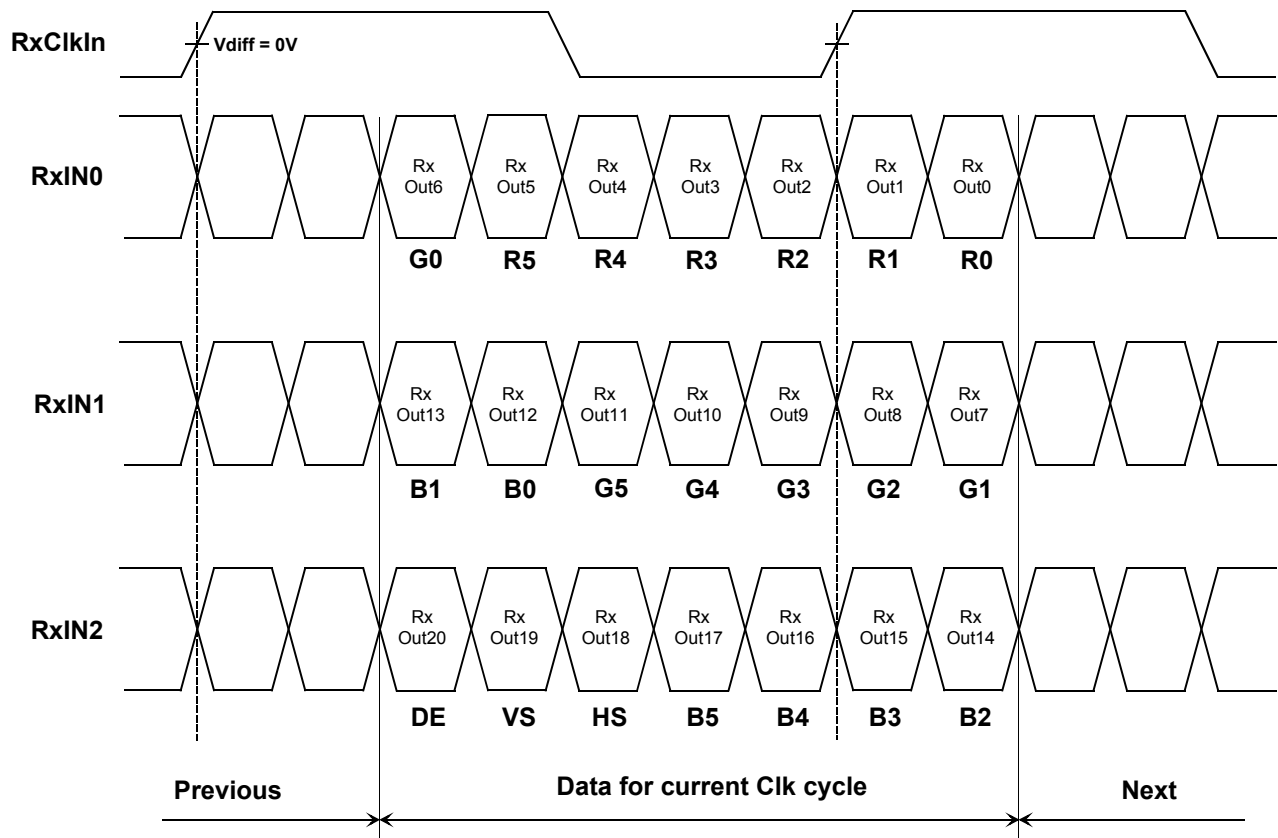 RxClkIn
Vdiff = 0V
RxIN0
Rx Rx Rx Rx Rx Rx Rx
Out6 Out5 Out4 Out3 Out2 Out1 Out0
G0 R5 R4 R3 R2 R1 R0
RxIN1
Rx Rx Rx Rx Rx Rx Rx
Out13 Out12 Out11 Out10 Out9 Out8 Out7
B1 B0 G5 G4 G3 G2 G1
RxIN2
Rx Rx Rx Rx Rx Rx Rx
Out20 Out19 Out18 Out17 Out16 Out15 Out14
DE VS HS B5 B4 B3 B2
Previous
Data for current Clk cycle
Next